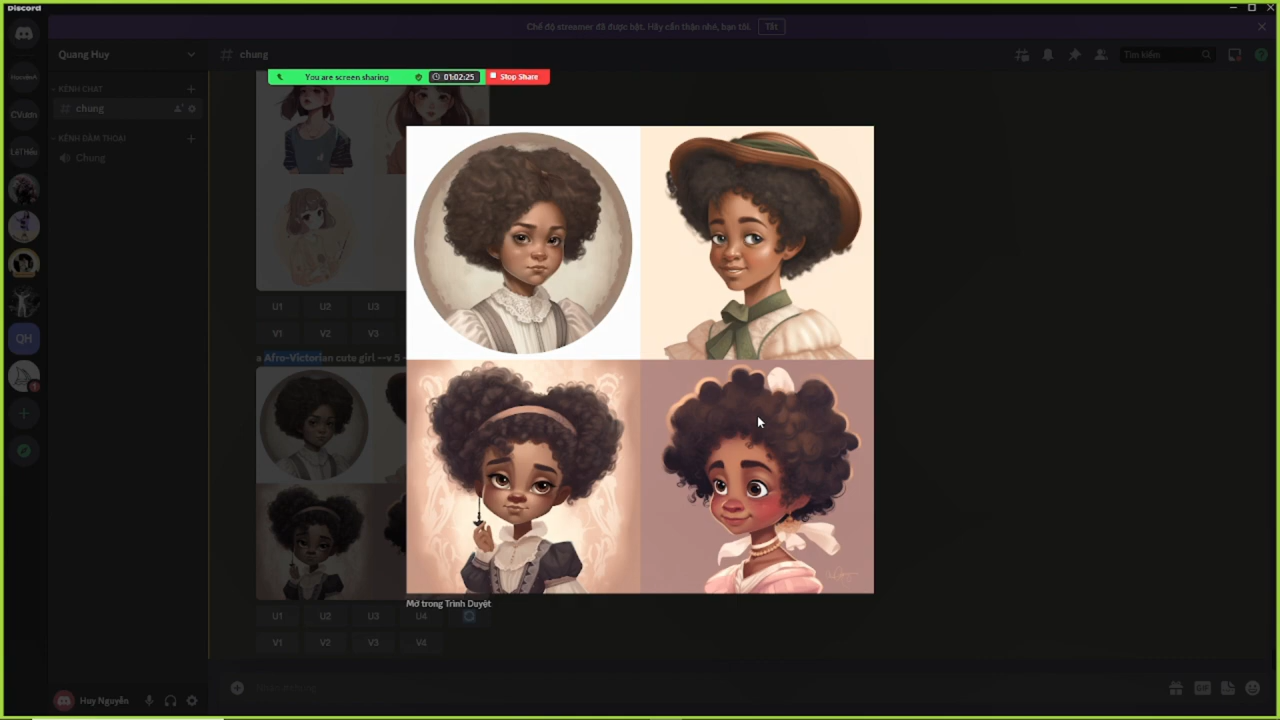 Discord
Chế độ streamer đã được bật. Hãy cẩn thận nhé, bạn tôi.
Tắt
Quang Huy
# chung
Tìm kiếm
You are screen sharing
01:02:25
Stop Share
KÊNH CHAT
# chung
KÊNH ĐÀM THOẠI
Chung
CVươn
QH
U1 U2 U3
V1 V2 V3
a Afro-Victorian cute girl --v 5
Mở trong Trình Duyệt
U1 U2 U3 U4
V1 V2 V3 V4
Huy Nguyễn
GIF